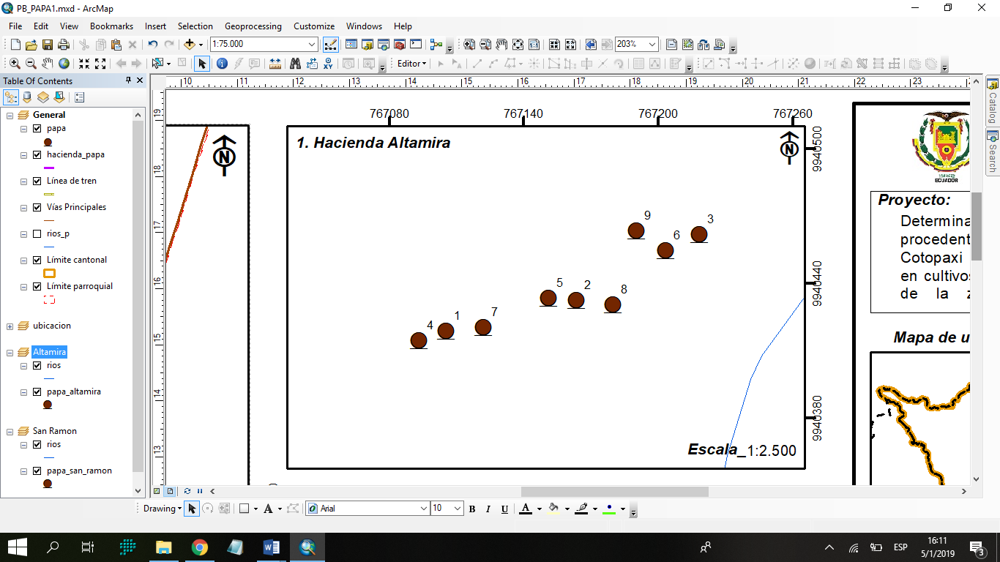 PB_PAPA1.mxd - ArcMap
File Edit View Bookmarks Insert Selection Geoprocessing Customize Windows Help
1:75.000
203%
Editor
Table Of Contents
General
papa
hacienda_papa
Línea de tren
Vías Principales
rios_p
Límite cantonal
Límite parroquial
ubicacion
Altamira
rios
papa_altamira
San Ramon
rios
papa_san_ramon
10 11 12 13 14 15 16 17 18 19 20 21 22 23
19
18
17
16
15
14
13
767080 767140 767200 767260
1. Hacienda Altamira
N
N
9940500
9940440
9940380
9
3
6
5
2
8
7
1
4
Escala_1:2.500
1822
ECUADOR
Proyecto:
Determina
procedent
Cotopaxi
en cultivos
de la z
Mapa de u
Catalog
Search
Drawing
Arial
10
B I U
A
A
ESP
16:11
5/1/2019
3